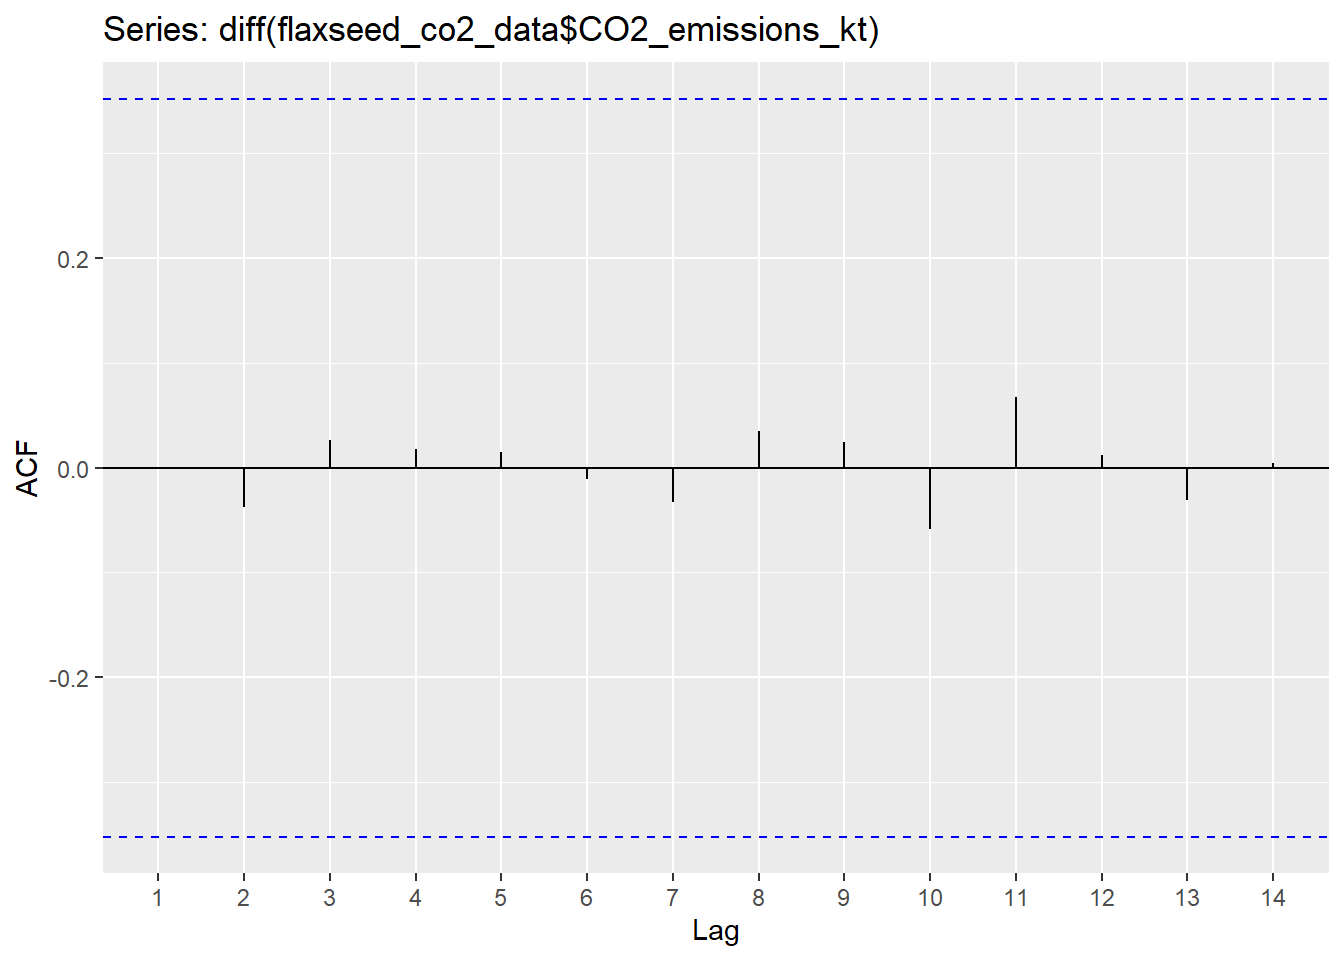 Series: diff(flaxseed_co2_data$CO2_emissions_kt)
ACF
0.2
0.0
-0.2
1 2 3 4 5 6 7 8 9 10 11 12 13 14
Lag